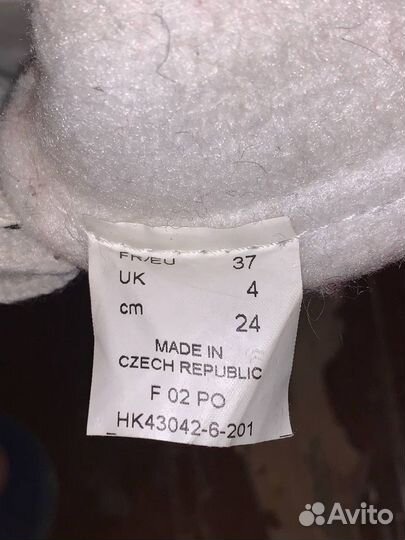 FR/EU 37
UK 4
cm 24
MADE IN
CZECH REPUBLIC
F 02 PO
HK43042-6-201
Avito